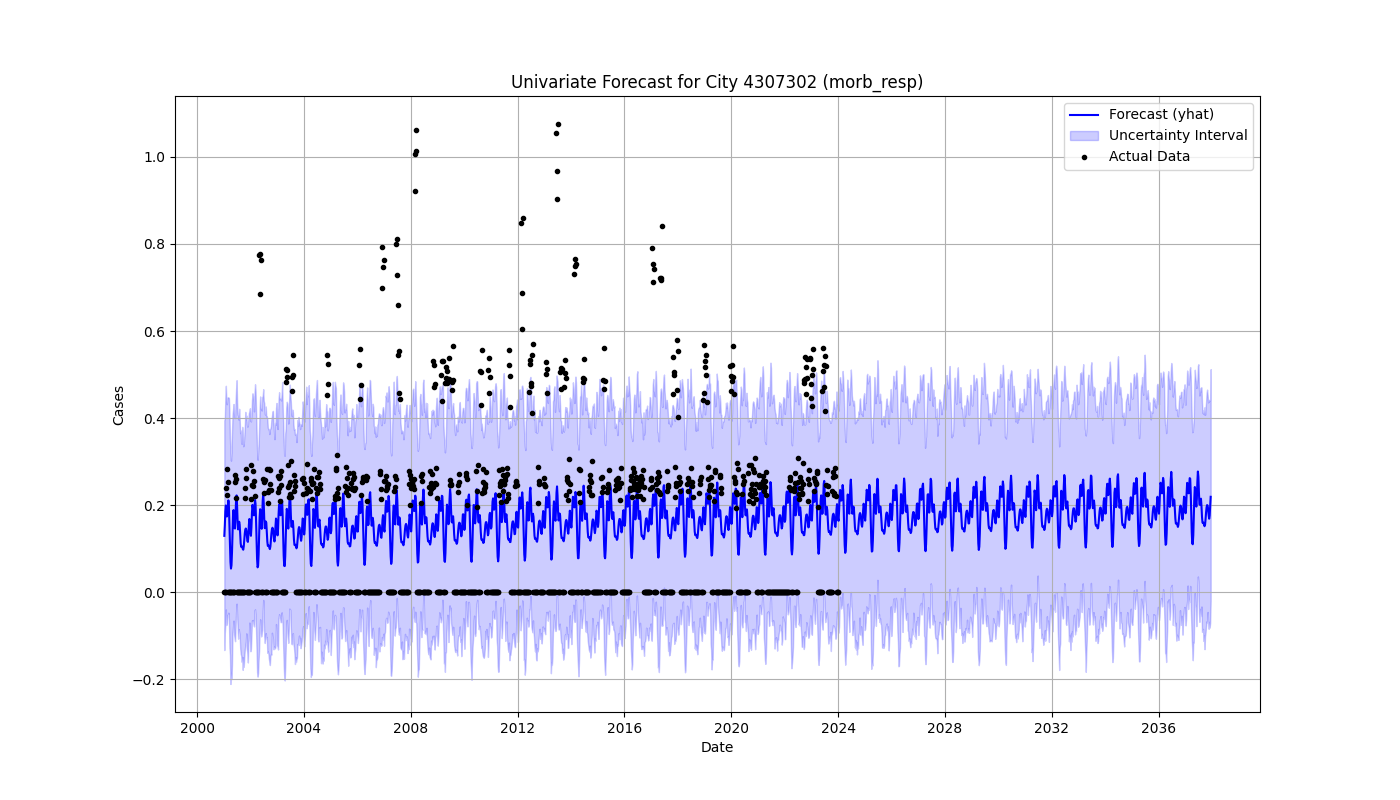 Univariate Forecast for City 4307302 (morb_resp)
Forecast (yhat)
Uncertainty Interval
Actual Data
Cases
1.0
0.8
0.6
0.4
0.2
0.0
−0.2
2000 2004 2008 2012 2016 2020 2024 2028 2032 2036
Date